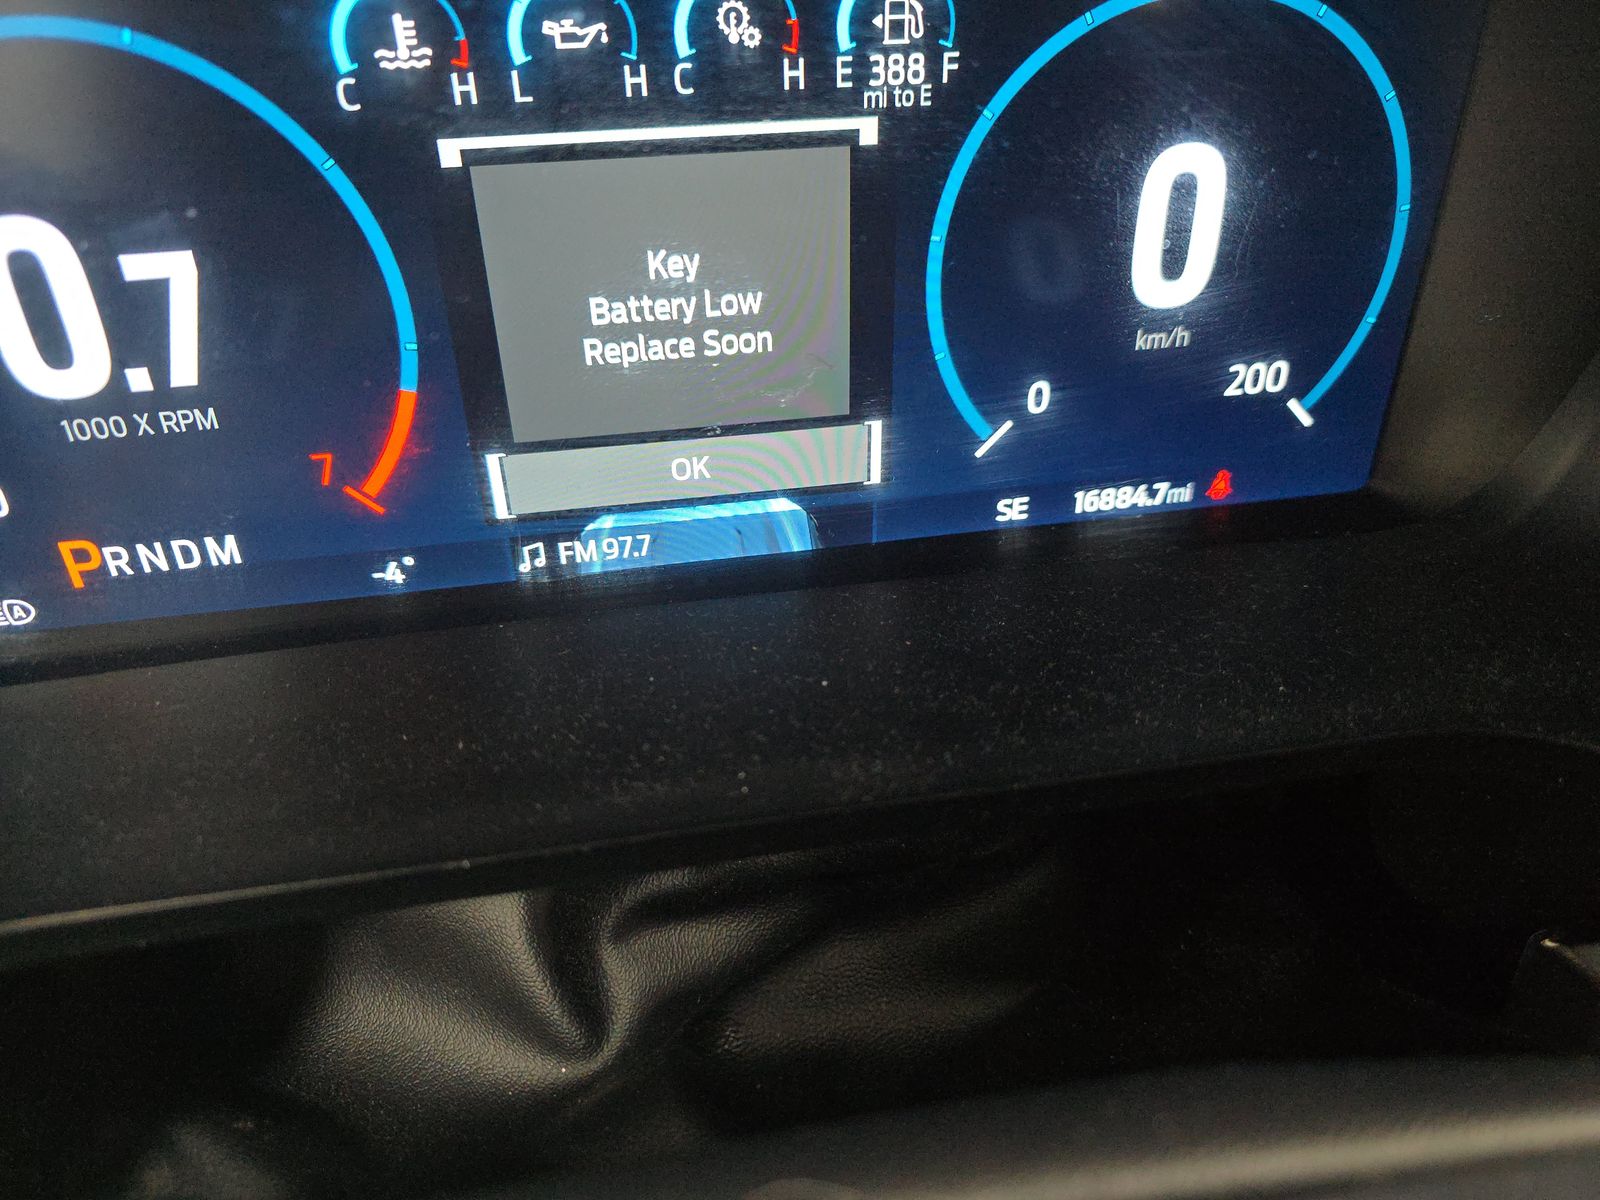 C H L H C H E 388 F
mi to E
0
km/h
0.7
1000 X RPM
7
0
200
Key
Battery Low
Replace Soon
OK
SE
16884.7mi
PRNDM
-4°
FM 97.7
A